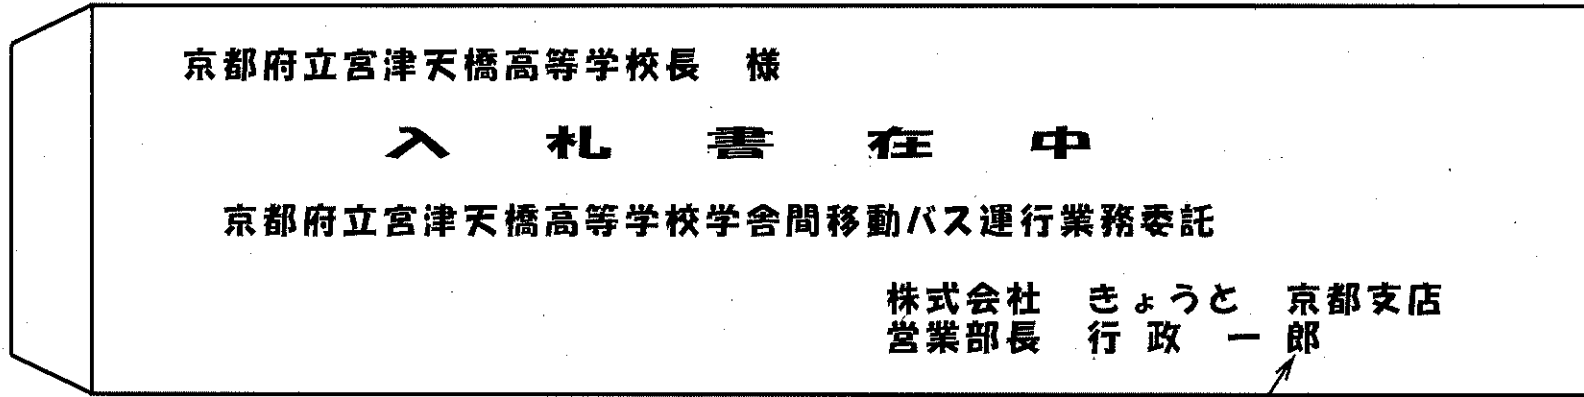 京都府立宮津天橋高等学校長　様
入　札　書　在　中
京都府立宮津天橋高等学校学舎間移動バス運行業務委託
株式会社　きょうと　京都支店
営業部長　行 政　一 郎